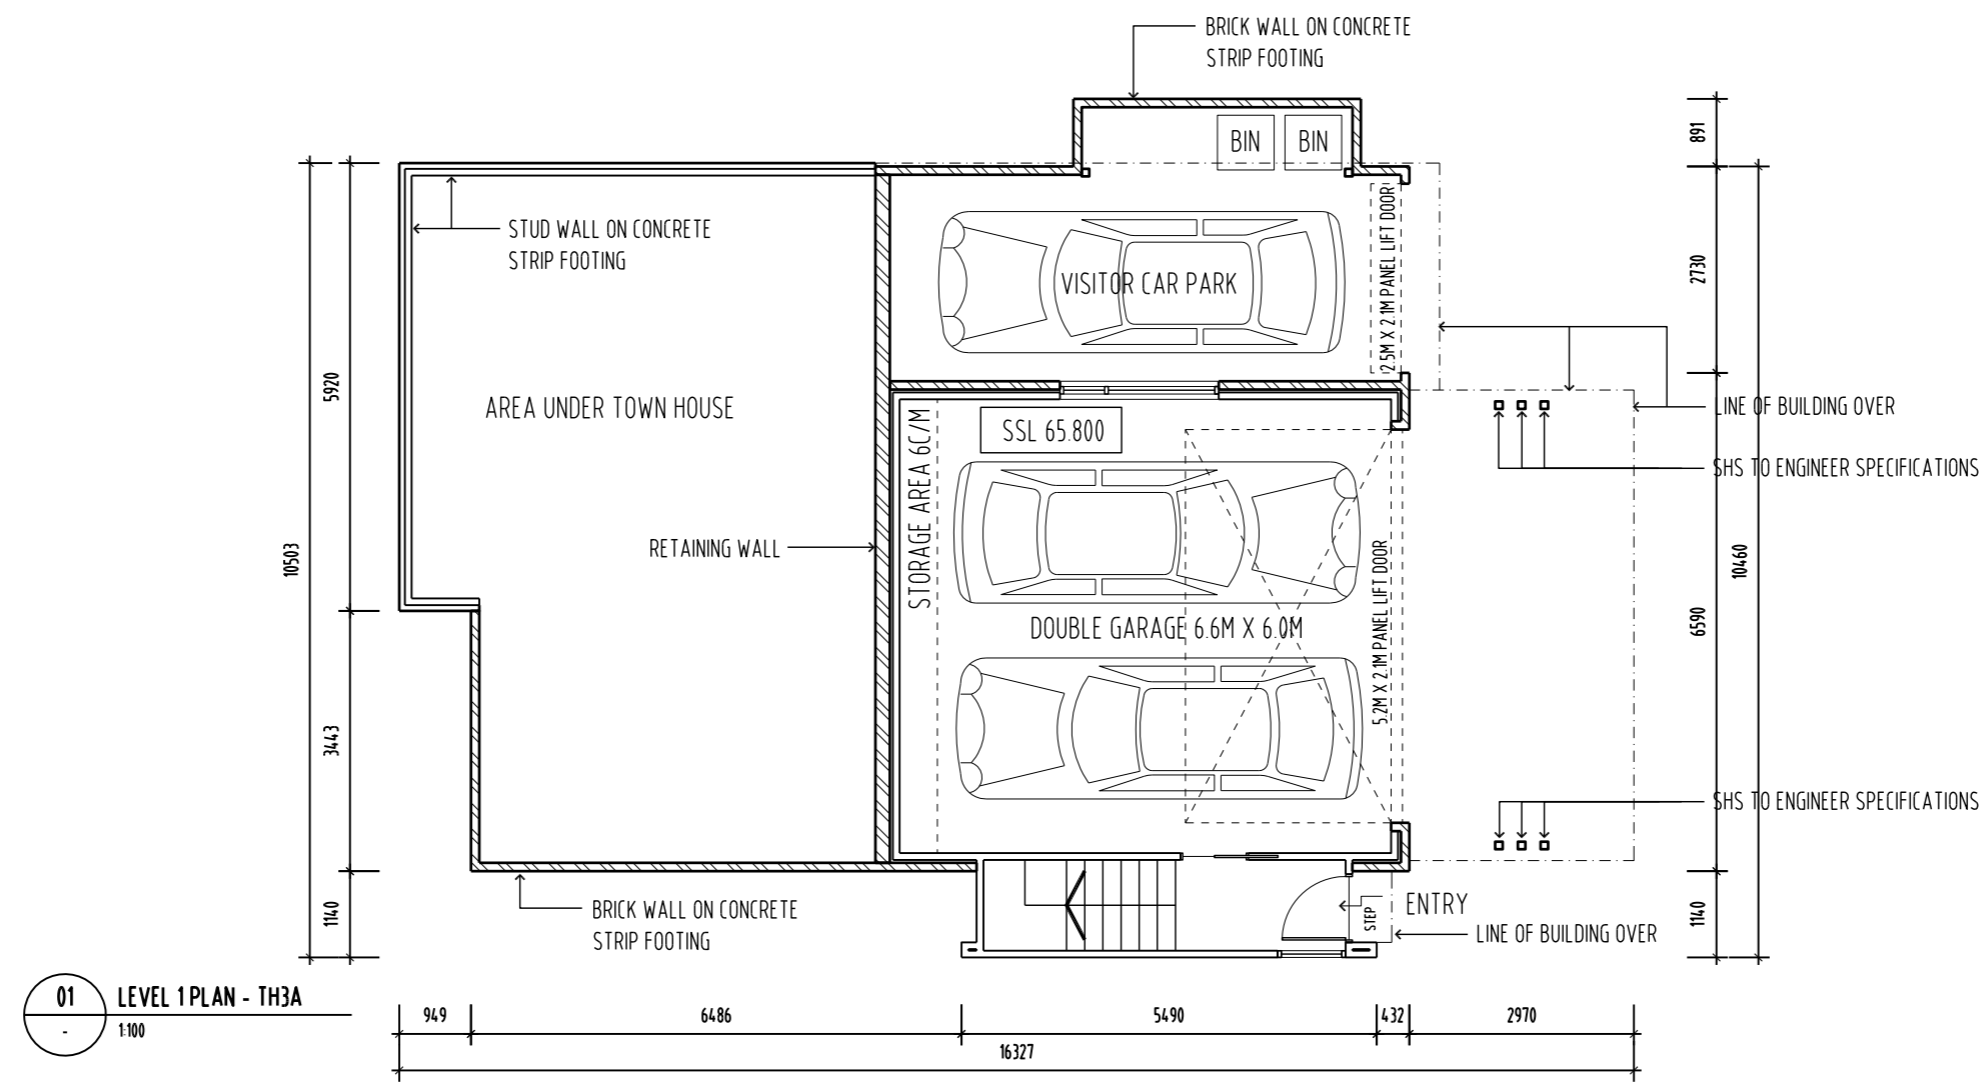 BRICK WALL ON CONCRETE
STRIP FOOTING
891
BIN
BIN
STUD WALL ON CONCRETE
STRIP FOOTING
VISITOR CAR PARK
2.5M X 2.1M PANEL LIFT DOOR
2730
5920
AREA UNDER TOWN HOUSE
STORAGE AREA 6C/M
SSL 65.800
LINE OF BUILDING OVER
SHS TO ENGINEER SPECIFICATIONS
10503
RETAINING WALL
10460
DOUBLE GARAGE 6.6M X 6.0M
5.2M X 2.1M PANEL LIFT DOOR
6590
3443
SHS TO ENGINEER SPECIFICATIONS
1140
BRICK WALL ON CONCRETE
STRIP FOOTING
STEP
ENTRY
LINE OF BUILDING OVER
1140
01
LEVEL 1 PLAN - TH3A
-
1:100
949
6486
5490
432
2970
16327